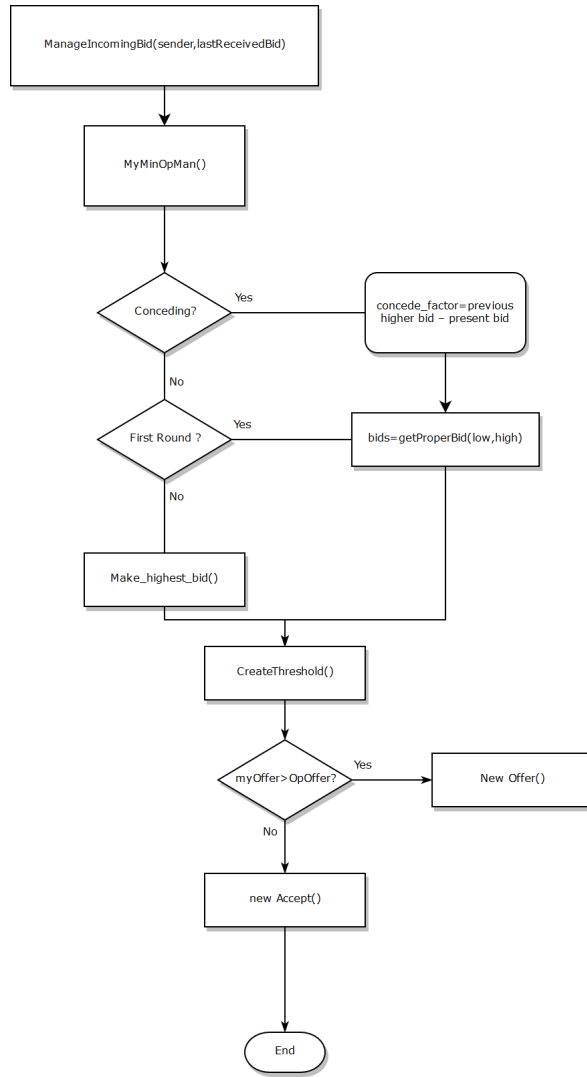 ManageIncomingBid(sender,lastReceivedBid)
MyMinOpMan()
Conceding?
Yes
concede_factor=previous
higher bid – present bid
No
First Round ?
Yes
bids=getProperBid(low,high)
No
Make_highest_bid()
CreateThreshold()
myOffer>OpOffer?
Yes
New Offer()
No
new Accept()
End